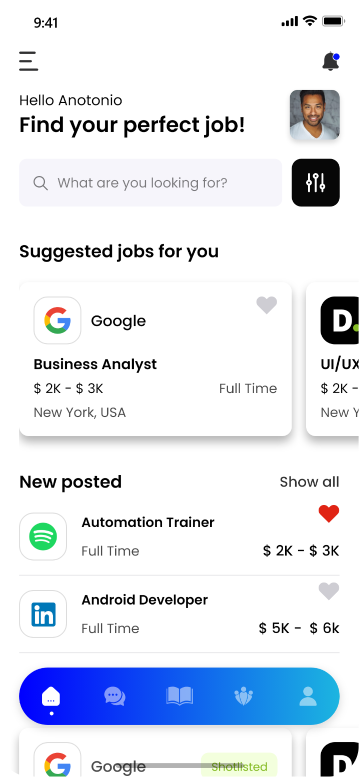 9:41
Hello Anotonio
Find your perfect job!
What are you looking for?
Suggested jobs for you
Google
Business Analyst
$ 2K - $ 3K
Full Time
New York, USA
D.
UI/UX
$ 2K -
New Y
New posted
Show all
Automation Trainer
Full Time
$ 2K - $ 3K
in
Android Developer
Full Time
$ 5K - $ 6k
Google
Shotlisted